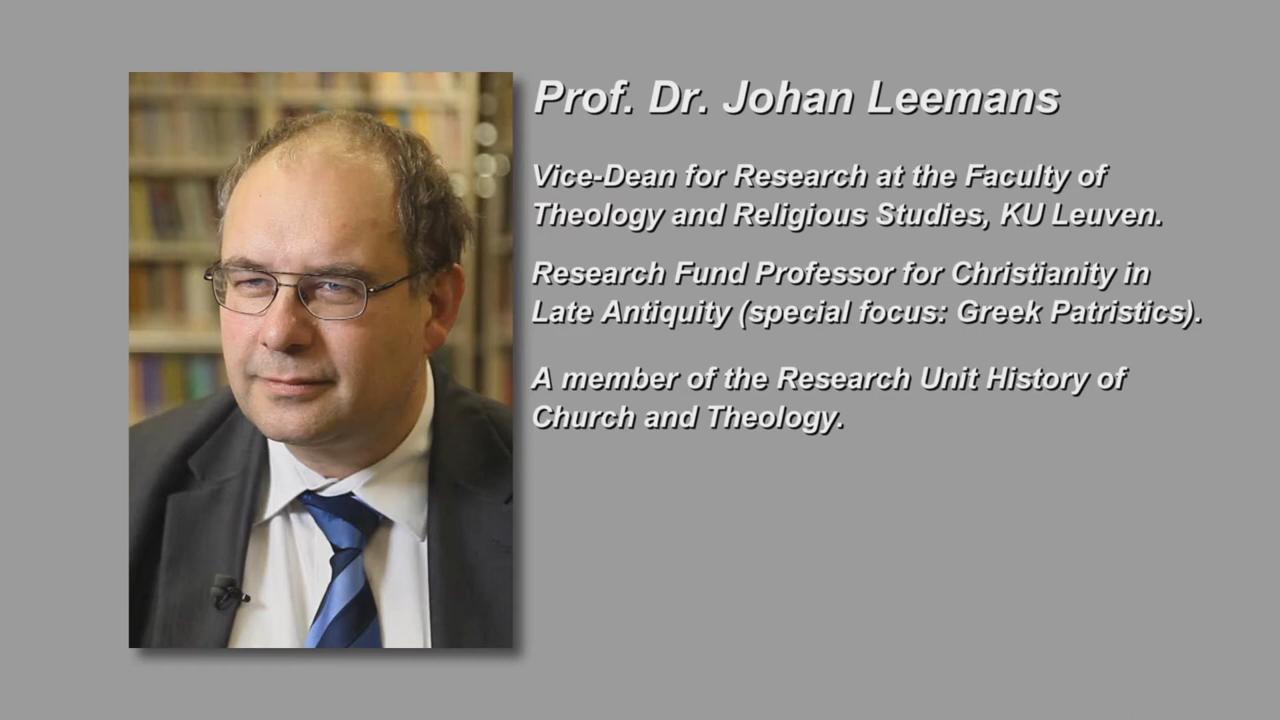 Prof. Dr. Johan Leemans
Vice-Dean for Research at the Faculty of
Theology and Religious Studies, KU Leuven.
Research Fund Professor for Christianity in
Late Antiquity (special focus: Greek Patristics).
A member of the Research Unit History of
Church and Theology.